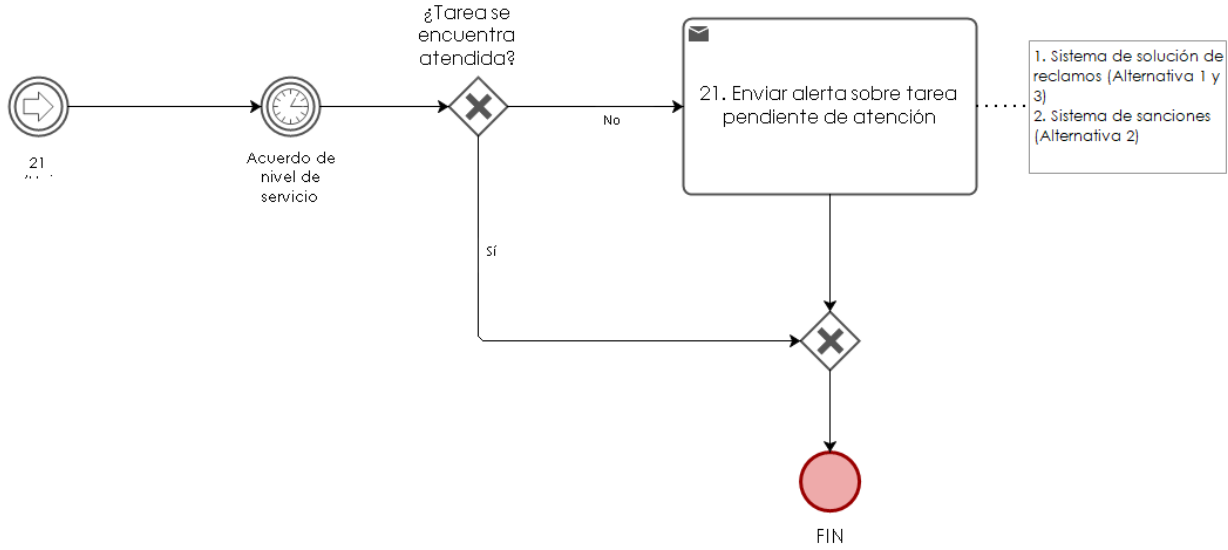 ¿Tarea se
encuentra
atendida?
21. Enviar alerta sobre tarea
pendiente de atención
1. Sistema de solución de
reclamos (Alternativa 1 y
3)
2. Sistema de sanciones
(Alternativa 2)
No
21
Acuerdo de
nivel de
servicio
Sí
FIN